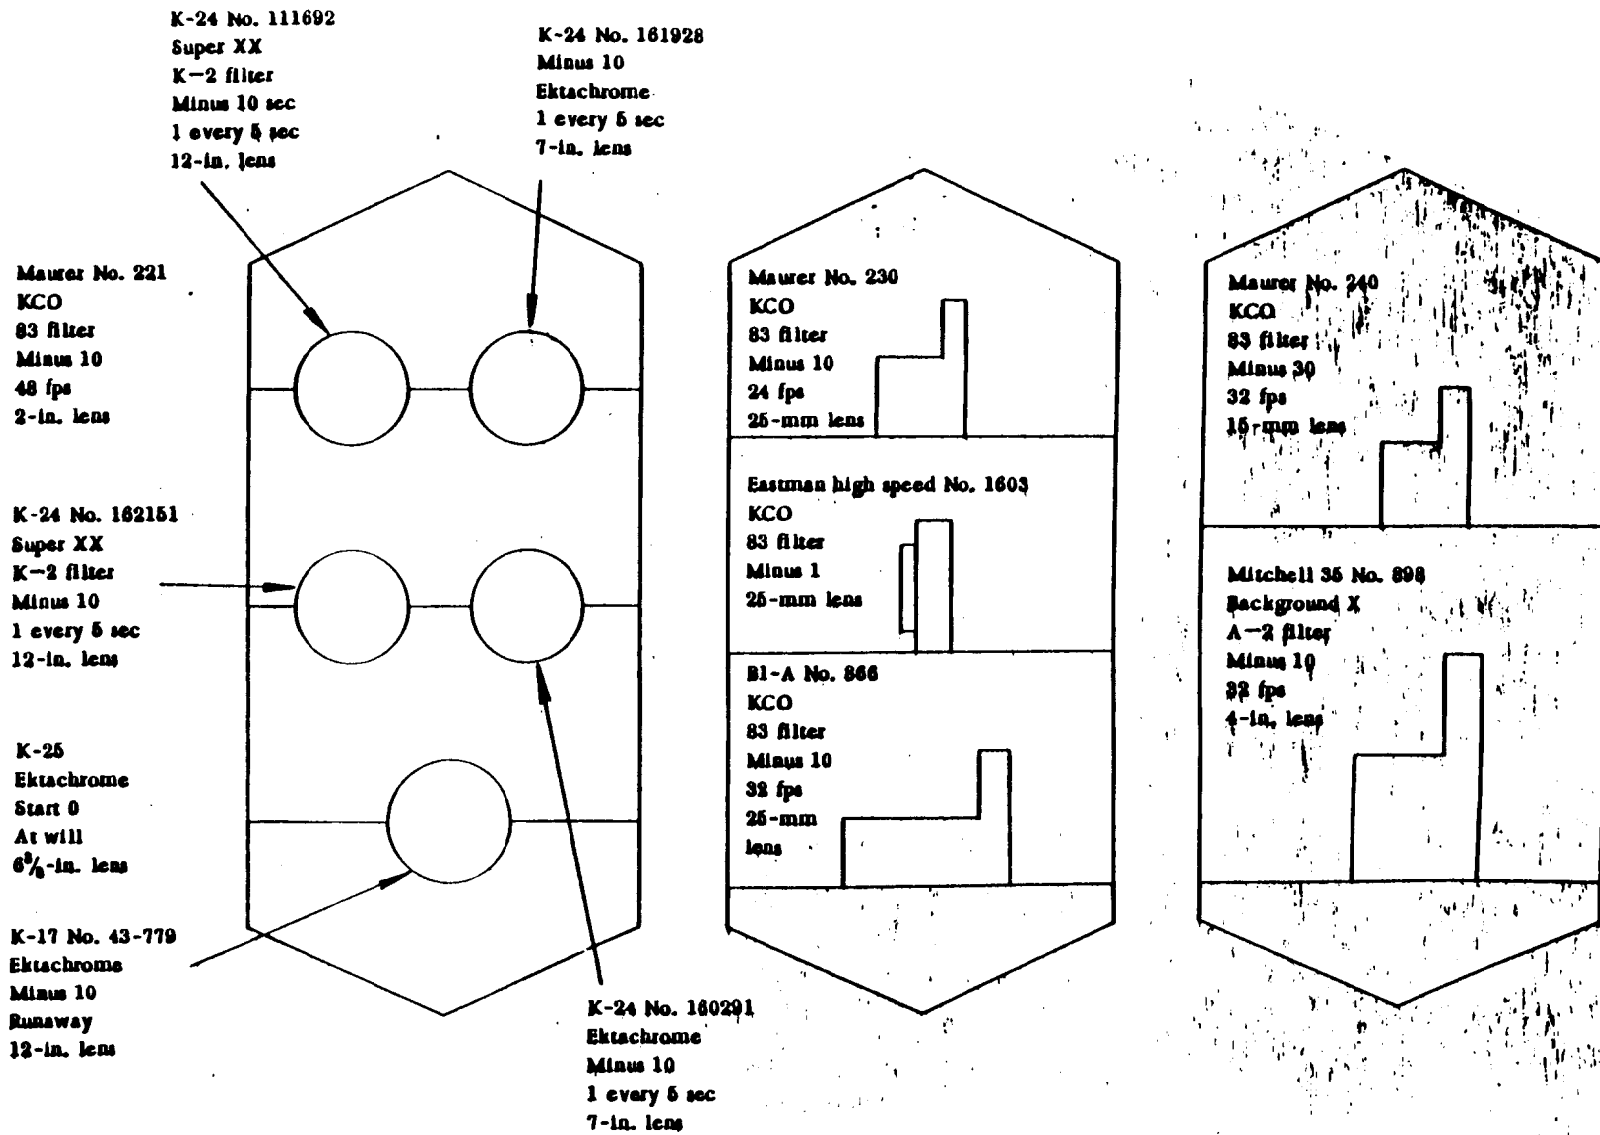 K-24 No. 111692
Super XX
K-2 filter
Minus 10 sec
1 every 5 sec
12-in. lens
K-24 No. 161928
Minus 10
Ektachrome
1 every 5 sec
7-in. lens
Maurer No. 221
KCO
83 filter
Minus 10
48 fps
2-in. lens
K-24 No. 162151
Super XX
K-2 filter
Minus 10
1 every 5 sec
12-in. lens
K-25
Ektachrome
Start 0
At will
6⅜-in. lens
K-17 No. 43-779
Ektachrome
Minus 10
Runaway
12-in. lens
K-24 No. 160291
Ektachrome
Minus 10
1 every 5 sec
7-in. lens
Maurer No. 230
KCO
83 filter
Minus 10
24 fps
25-mm lens
Eastman high speed No. 1603
KCO
83 filter
Minus 1
25-mm lens
B1-A No. 866
KCO
83 filter
Minus 10
32 fps
25-mm
lens
Maurer No. 240
KCO
83 filter
Minus 30
32 fps
15-mm lens
Mitchell 35 No. 898
Background X
A-2 filter
Minus 10
32 fps
4-in. lens